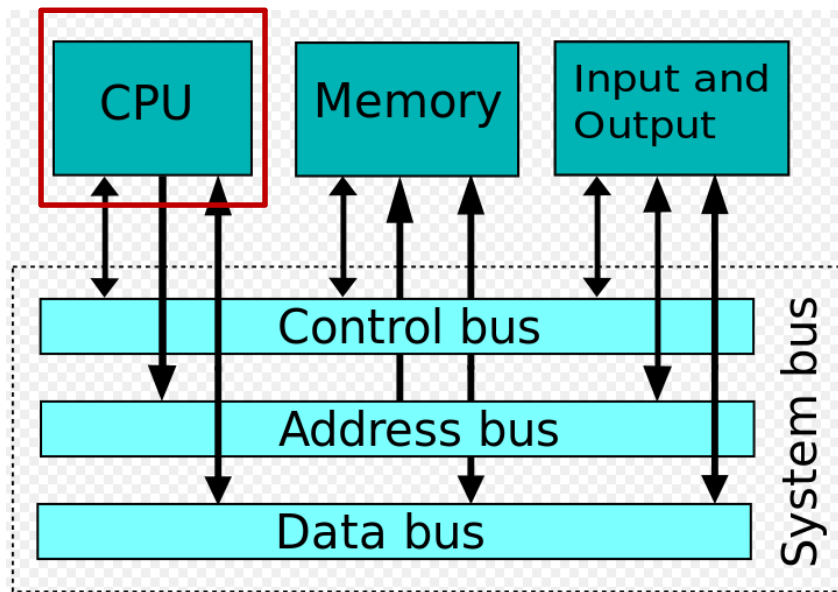 CPU
Memory
Input and
Output
Control bus
Address bus
Data bus
System bus